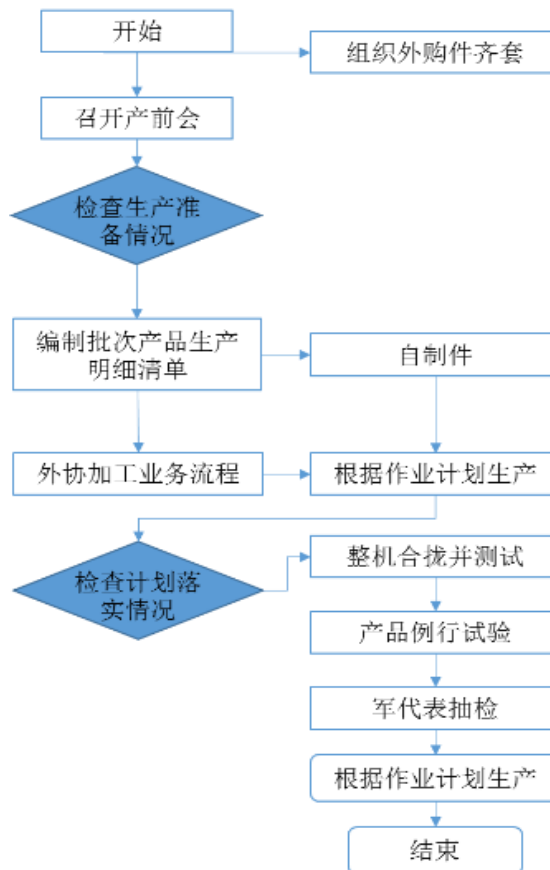 开始
组织外购件齐套
召开产前会
检查生产准
备情况
编制批次产品生产
明细清单
自制件
外协加工业务流程
根据作业计划生产
检查计划落
实情况
整机合拢并测试
产品例行试验
军代表抽检
根据作业计划生产
结束